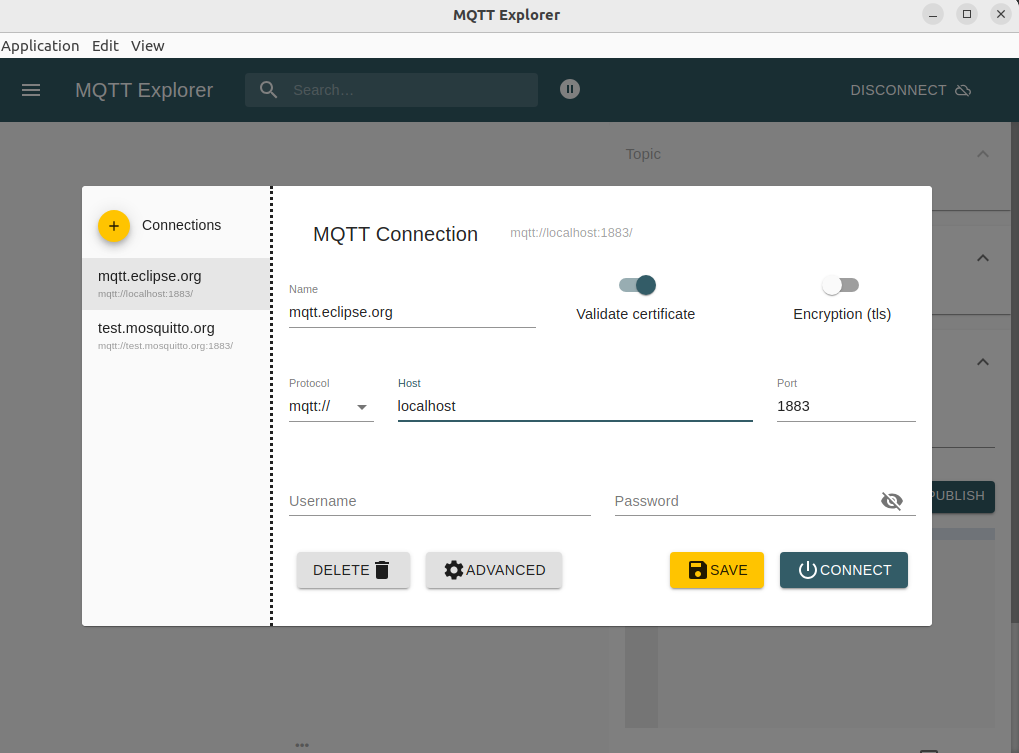 MQTT Explorer
Application Edit View
MQTT Explorer
Search...
DISCONNECT
Topic
Connections
mqtt.eclipse.org
mqtt://localhost:1883/
test.mosquitto.org
mqtt://test.mosquitto.org:1883/
MQTT Connection
mqtt://localhost:1883/
Name
mqtt.eclipse.org
Validate certificate
Encryption (tls)
Protocol
mqtt://
Host
localhost
Port
1883
Username
Password
DELETE
ADVANCED
SAVE
CONNECT
PUBLISH